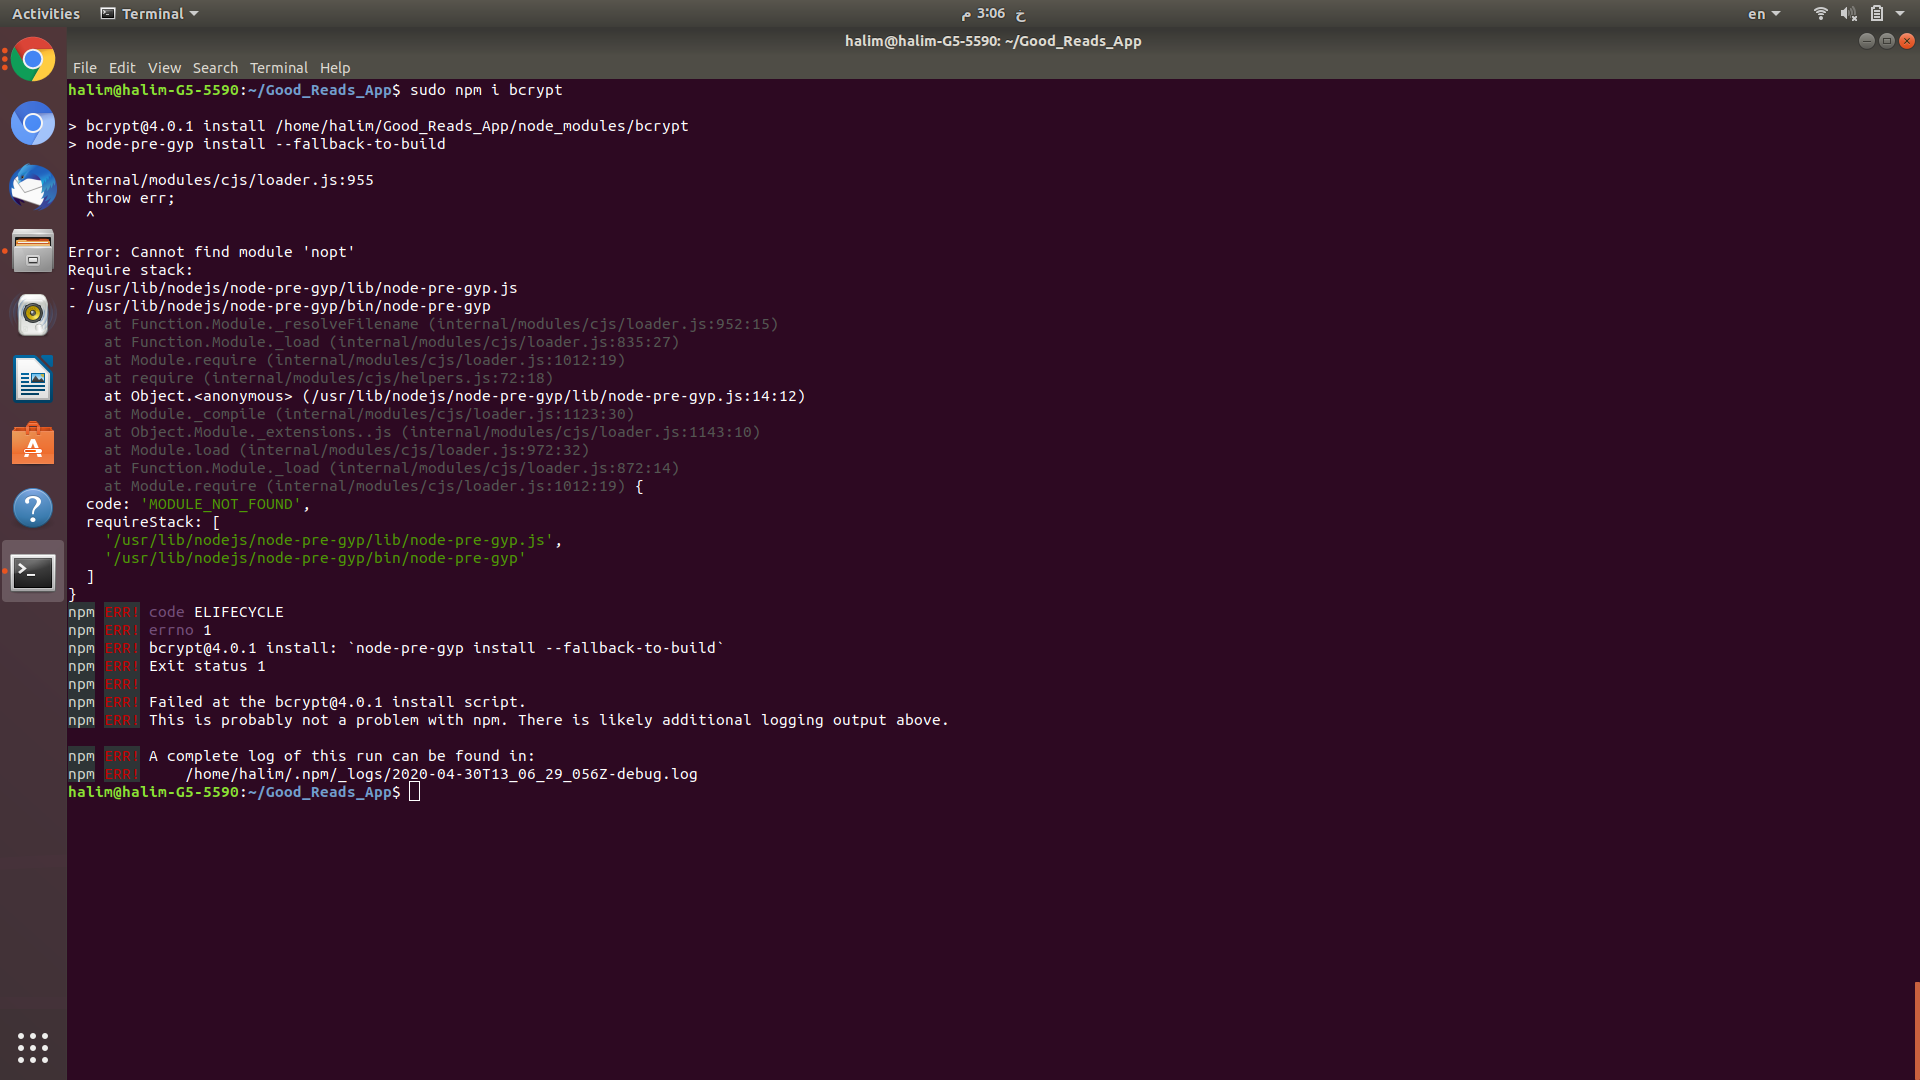 Activities Terminal خ 3:06 م en
halim@halim-G5-5590: ~/Good_Reads_App
File Edit View Search Terminal Help
halim@halim-G5-5590:~/Good_Reads_App$ sudo npm i bcrypt
> bcrypt@4.0.1 install /home/halim/Good_Reads_App/node_modules/bcrypt
> node-pre-gyp install --fallback-to-build
internal/modules/cjs/loader.js:955
throw err;
^
Error: Cannot find module 'nopt'
Require stack:
- /usr/lib/nodejs/node-pre-gyp/lib/node-pre-gyp.js
- /usr/lib/nodejs/node-pre-gyp/bin/node-pre-gyp
at Function.Module._resolveFilename (internal/modules/cjs/loader.js:952:15)
at Function.Module._load (internal/modules/cjs/loader.js:835:27)
at Module.require (internal/modules/cjs/loader.js:1012:19)
at require (internal/modules/cjs/helpers.js:72:18)
at Object.<anonymous> (/usr/lib/nodejs/node-pre-gyp/lib/node-pre-gyp.js:14:12)
at Module._compile (internal/modules/cjs/loader.js:1123:30)
at Object.Module._extensions..js (internal/modules/cjs/loader.js:1143:10)
at Module.load (internal/modules/cjs/loader.js:972:32)
at Function.Module._load (internal/modules/cjs/loader.js:872:14)
at Module.require (internal/modules/cjs/loader.js:1012:19) {
code: 'MODULE_NOT_FOUND',
requireStack: [
'/usr/lib/nodejs/node-pre-gyp/lib/node-pre-gyp.js',
'/usr/lib/nodejs/node-pre-gyp/bin/node-pre-gyp'
]
}
npm ERR! code ELIFECYCLE
npm ERR! errno 1
npm ERR! bcrypt@4.0.1 install: `node-pre-gyp install --fallback-to-build`
npm ERR! Exit status 1
npm ERR!
npm ERR! Failed at the bcrypt@4.0.1 install script.
npm ERR! This is probably not a problem with npm. There is likely additional logging output above.
npm ERR! A complete log of this run can be found in:
npm ERR! /home/halim/.npm/_logs/2020-04-30T13_06_29_056Z-debug.log
halim@halim-G5-5590:~/Good_Reads_App$